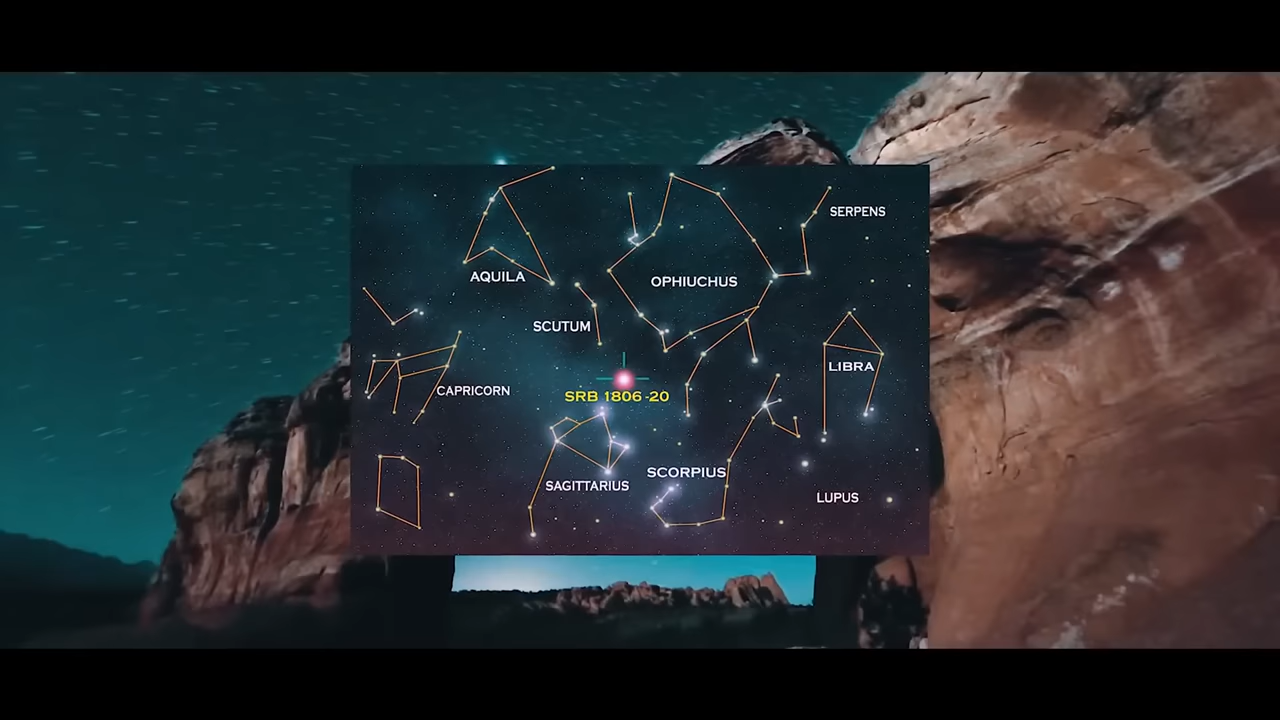 SERPENS
AQUILA
OPHIUCHUS
SCUTUM
LIBRA
CAPRICORN
SRB 1806-20
SCORPIUS
SAGITTARIUS
LUPUS